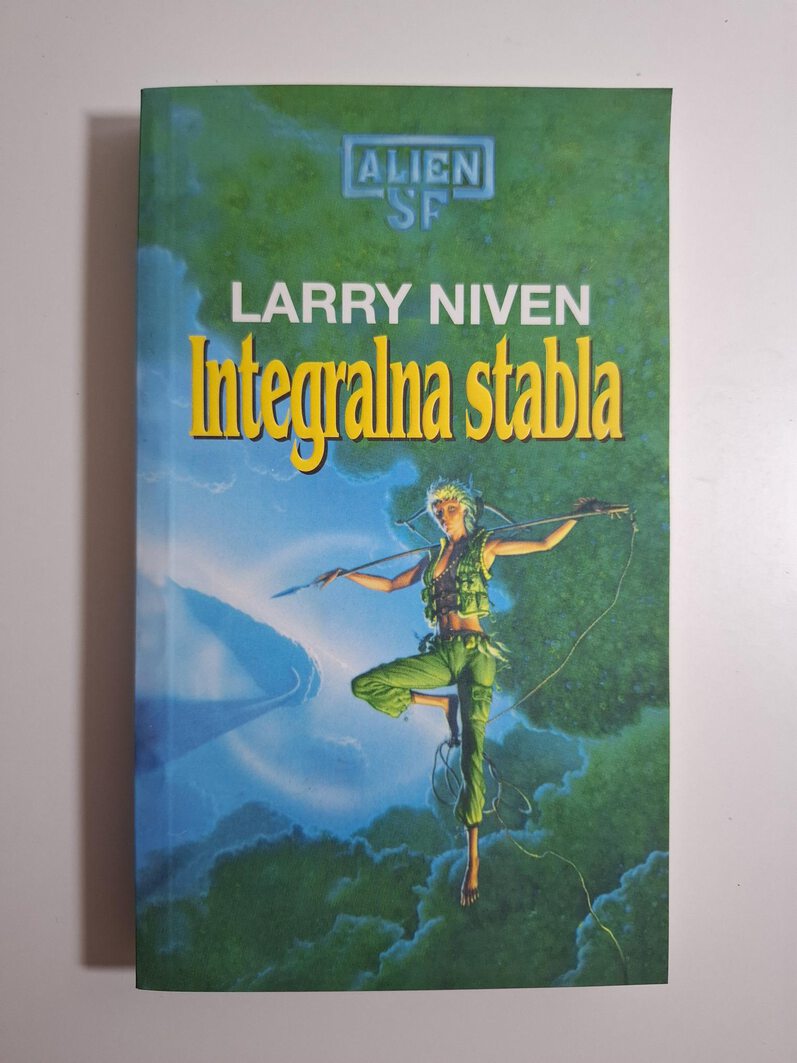 ALIEN
SF
LARRY NIVEN
Integralna stabla